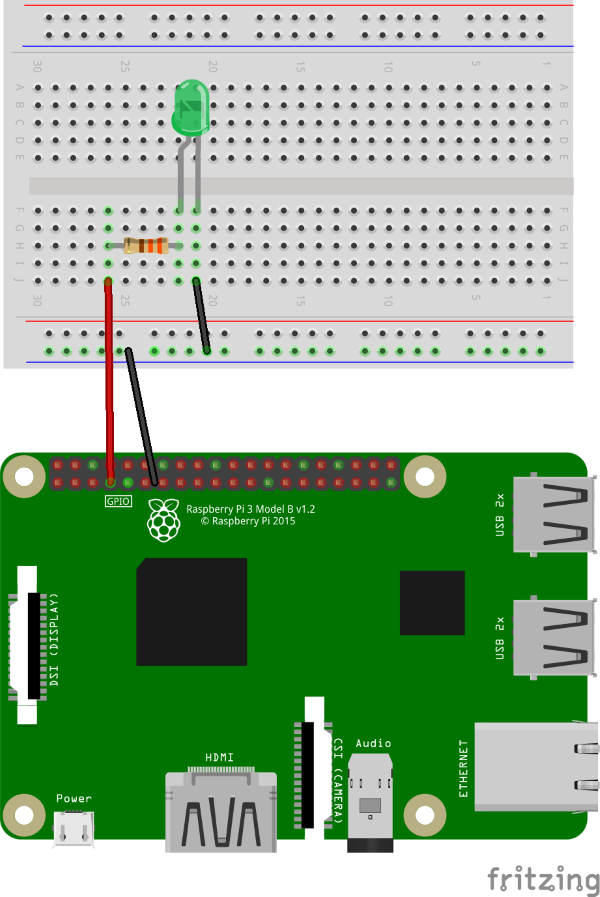 30 25 20 15 10 5 1
A A
B B
C C
D D
E E
F F
G G
H H
I I
J J
30 25 20 15 10 5 1
GPIO
Raspberry Pi 3 Model B v1.2
© Raspberry Pi 2015
USB 2x
DSI (DISPLAY)
USB 2x
HDMI
CSI (CAMERA)
Audio
ETHERNET
Power
fritzing